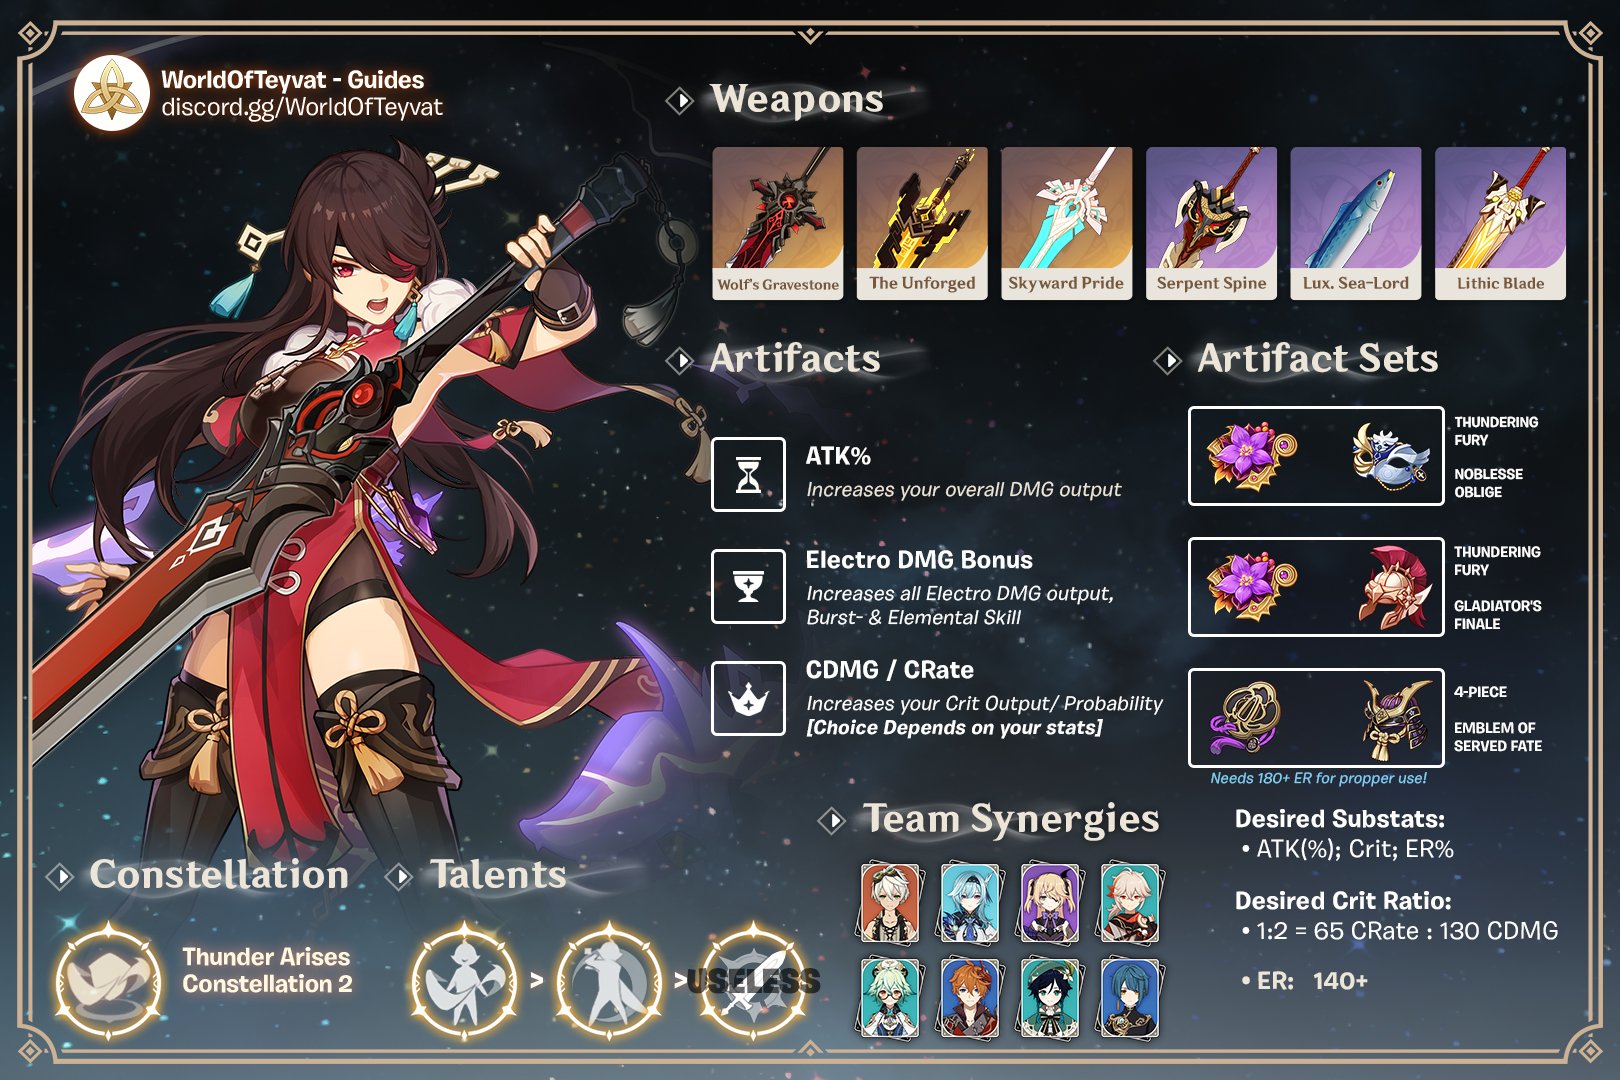 WorldOfTeyvat - Guides
discord.gg/WorldOfTeyvat
Weapons
Wolf's Gravestone
The Unforged
Skyward Pride
Serpent Spine
Lux. Sea-Lord
Lithic Blade
Artifacts
ATK%
Increases your overall DMG output
Electro DMG Bonus
Increases all Electro DMG output,
Burst- & Elemental Skill
CDMG / CRate
Increases your Crit Output/ Probability
[Choice Depends on your stats]
Artifact Sets
THUNDERING
FURY
NOBLESSE
OBLIGE
THUNDERING
FURY
GLADIATOR'S
FINALE
4-PIECE
EMBLEM OF
SERVED FATE
Needs 180+ ER for propper use!
Desired Substats:
• ATK(%); Crit; ER%
Desired Crit Ratio:
• 1:2 = 65 CRate : 130 CDMG
• ER: 140+
Team Synergies
Constellation
Thunder Arises
Constellation 2
Talents
> >
USELESS